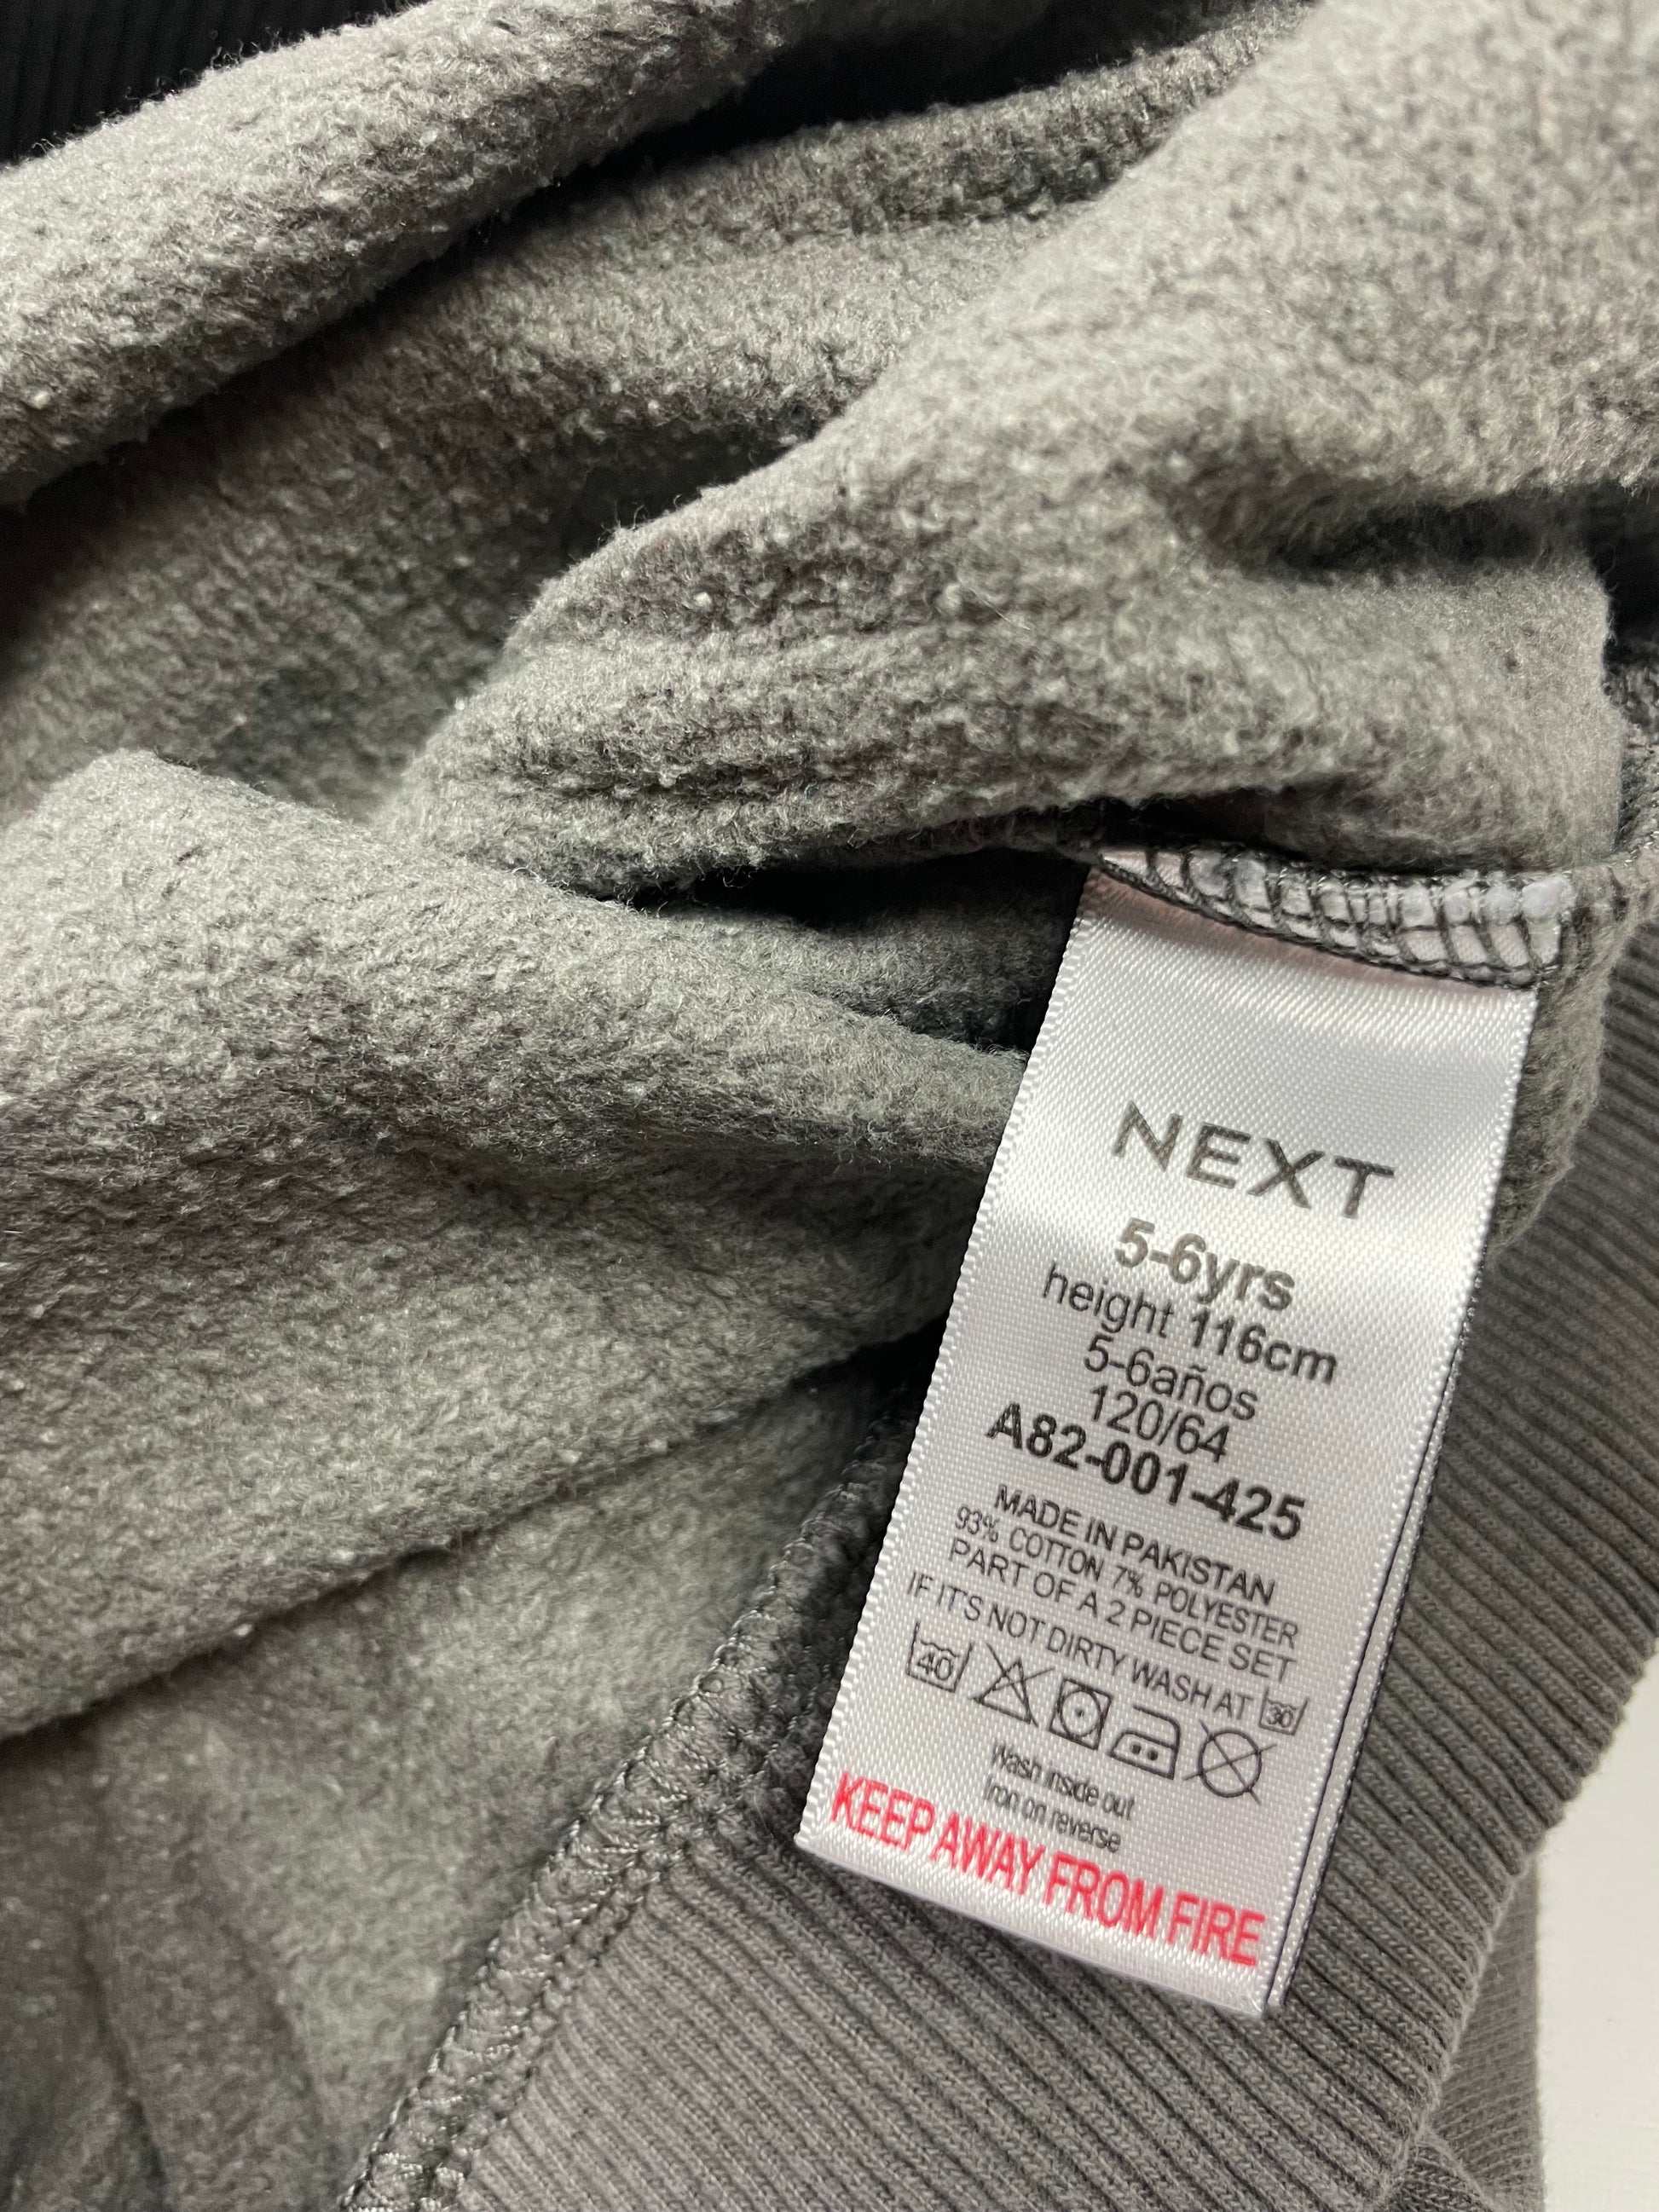 NEXT
5-6yrs
height 116cm
5-6años
120/64
A82-001-425
MADE IN PAKISTAN
93% COTTON 7% POLYESTER
PART OF A 2 PIECE SET
IF IT'S NOT DIRTY WASH AT 30
40
Wash inside out
Iron on reverse
KEEP AWAY FROM FIRE